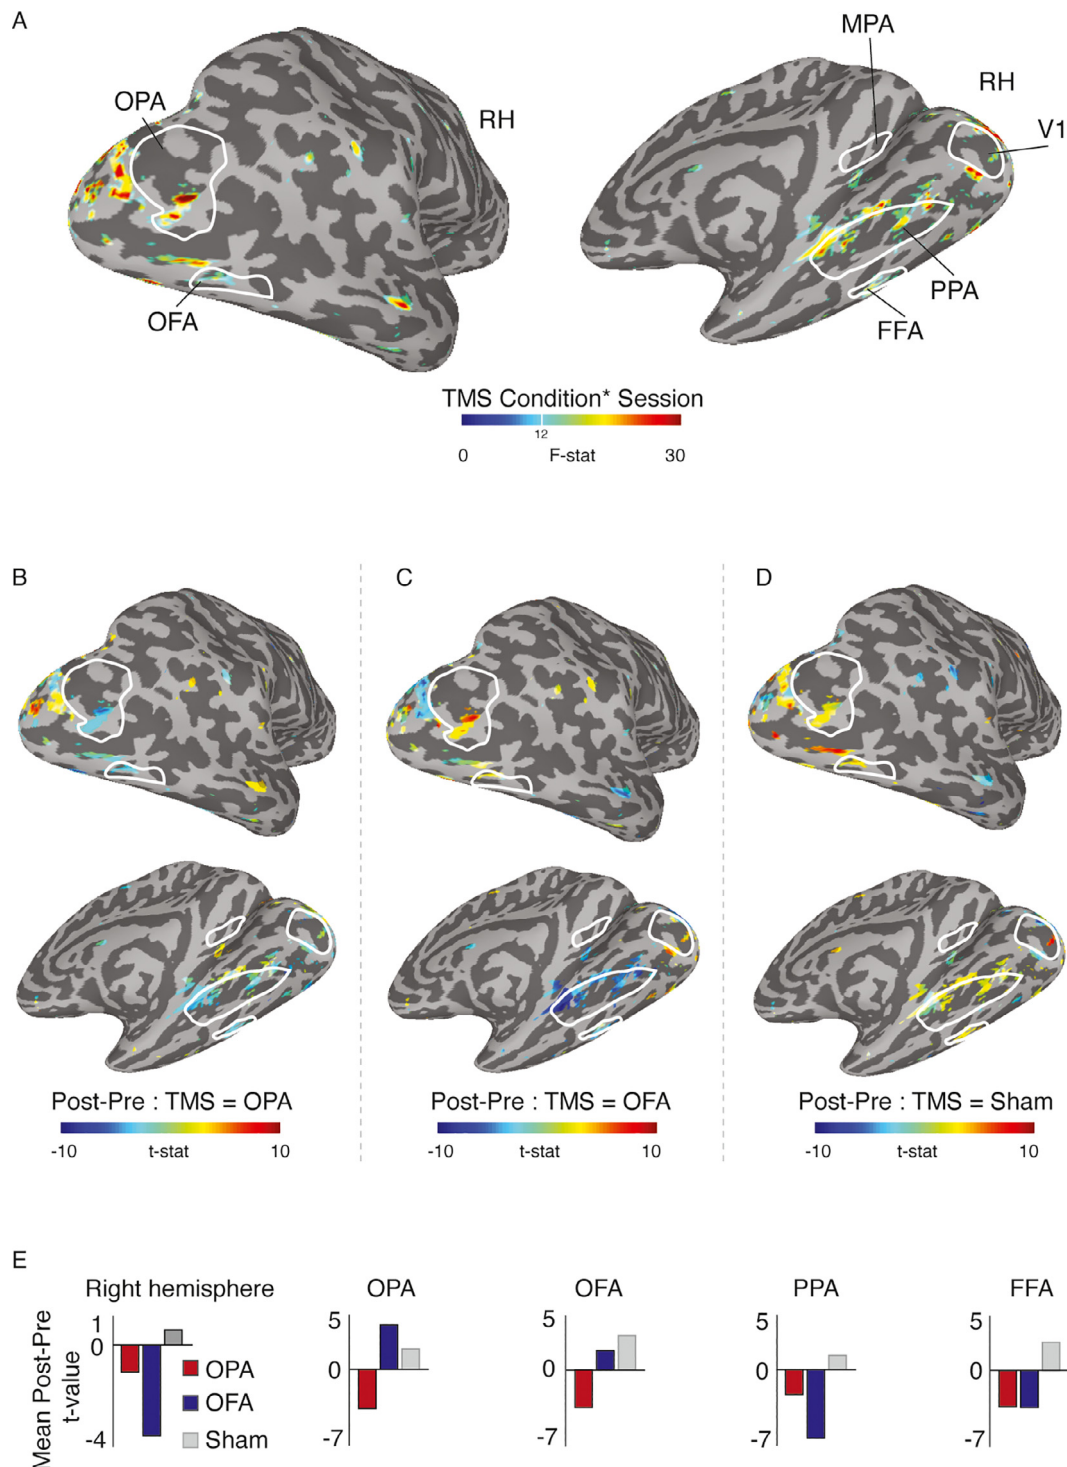 A
MPA
OPA
RH
RH
V1
OFA
PPA
FFA
TMS Condition* Session
12
0 F-stat 30
B
C
D
Post-Pre : TMS = OPA
-10 t-stat 10
Post-Pre : TMS = OFA
-10 t-stat 10
Post-Pre : TMS = Sham
-10 t-stat 10
E
Right hemisphere
Mean Post-Pre
t-value
1
0
-4
OPA
OFA
Sham
OPA
5
0
-7
OFA
5
0
-7
PPA
5
0
-7
FFA
5
0
-7